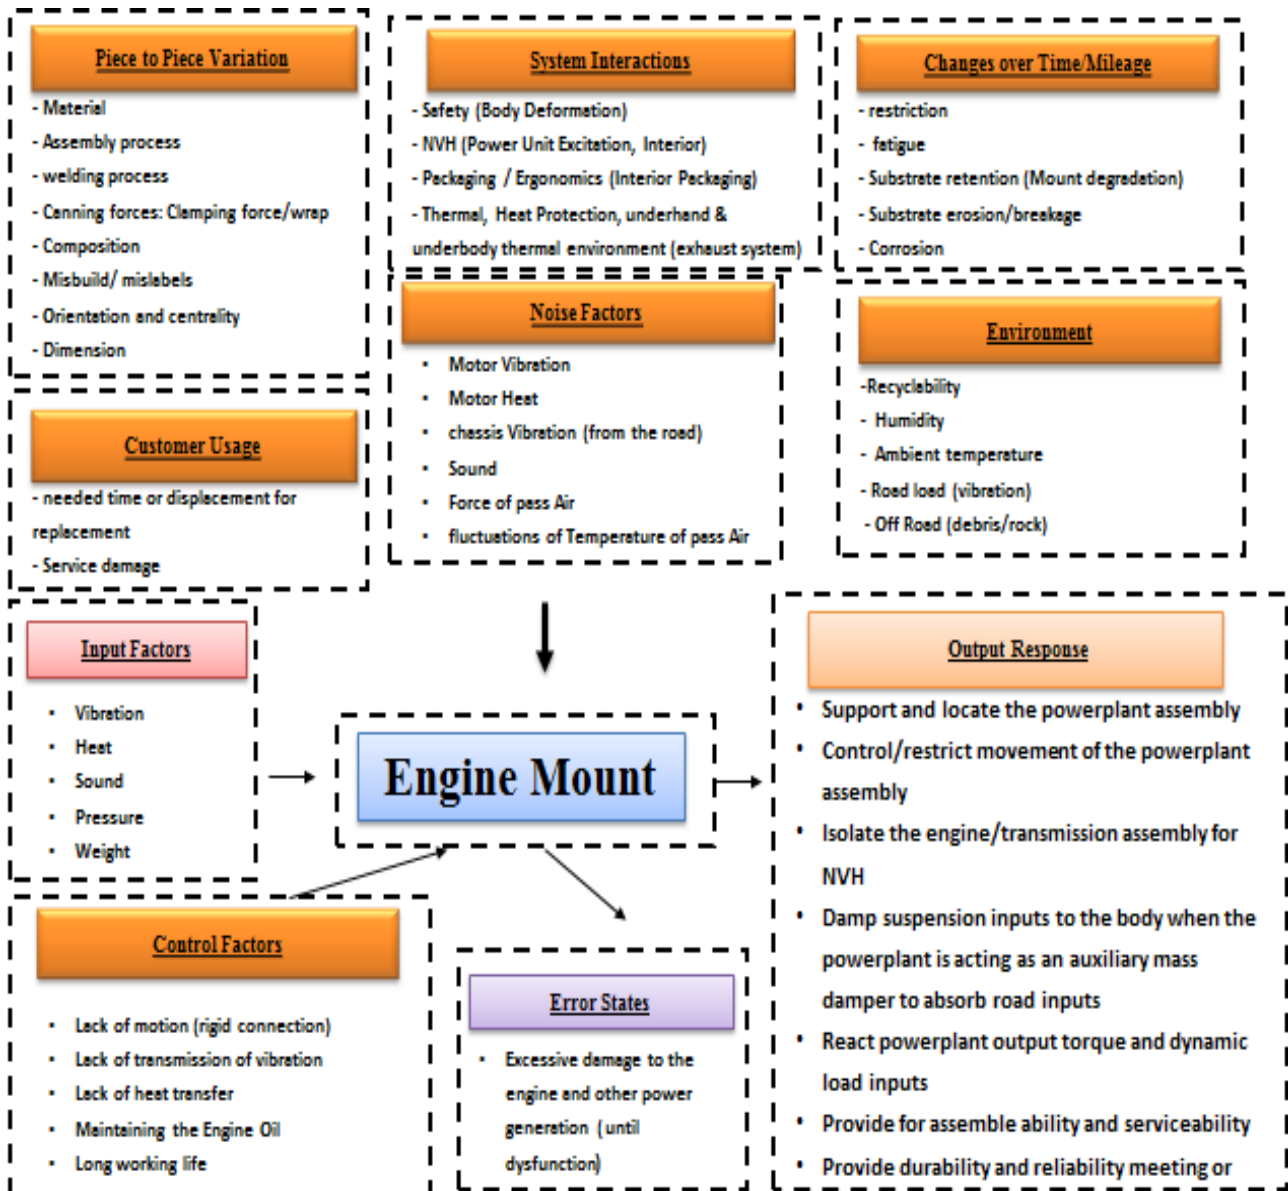 Piece to Piece Variation
- Material
- Assembly process
- welding process
- Canning forces: Clamping force/wrap
- Composition
- Misbuild/ mislabels
- Orientation and centrality
- Dimension
System Interactions
- Safety (Body Deformation)
- NVH (Power Unit Excitation, Interior)
- Packaging / Ergonomics (Interior Packaging)
- Thermal, Heat Protection, underhand &
underbody thermal environment (exhaust system)
Changes over Time/Mileage
- restriction
- fatigue
- Substrate retention (Mount degradation)
- Substrate erosion/breakage
- Corrosion
Customer Usage
- needed time or displacement for
replacement
- Service damage
Noise Factors
• Motor Vibration
• Motor Heat
• chassis Vibration (from the road)
• Sound
• Force of pass Air
• fluctuations of Temperature of pass Air
Environment
-Recyclability
- Humidity
- Ambient temperature
- Road load (vibration)
- Off Road (debris/rock)
Input Factors
• Vibration
• Heat
• Sound
• Pressure
• Weight
Engine Mount
Output Response
• Support and locate the powerplant assembly
• Control/restrict movement of the powerplant
assembly
• Isolate the engine/transmission assembly for
NVH
• Damp suspension inputs to the body when the
powerplant is acting as an auxiliary mass
damper to absorb road inputs
• React powerplant output torque and dynamic
load inputs
• Provide for assemble ability and serviceability
• Provide durability and reliability meeting or
Control Factors
• Lack of motion (rigid connection)
• Lack of transmission of vibration
• Lack of heat transfer
• Maintaining the Engine Oil
• Long working life
Error States
• Excessive damage to the
engine and other power
generation ( until
dysfunction)